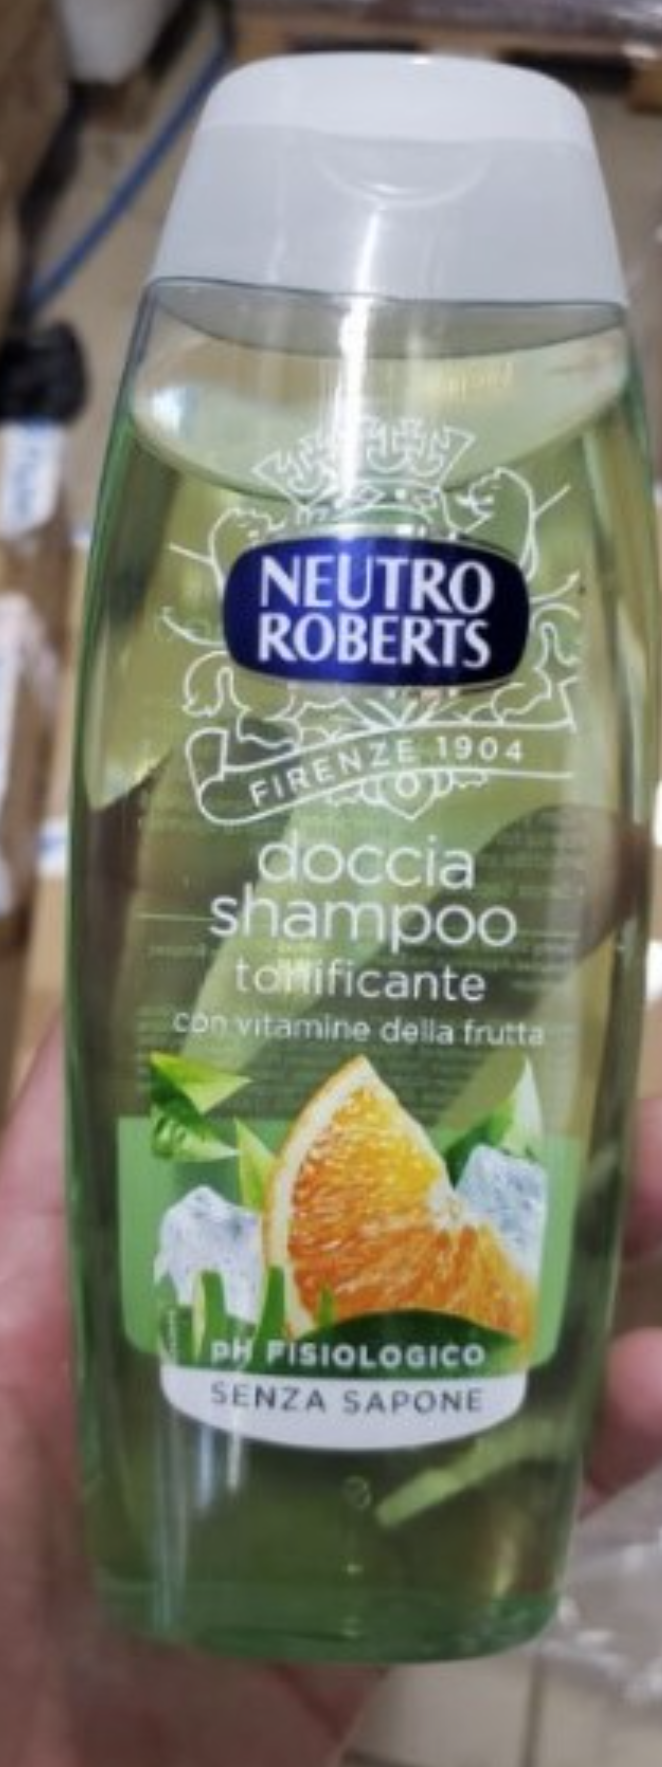 NEUTRO
ROBERTS
FIRENZE 1904
doccia
shampoo
tonificante
con vitamine della frutta
pH FISIOLOGICO
SENZA SAPONE